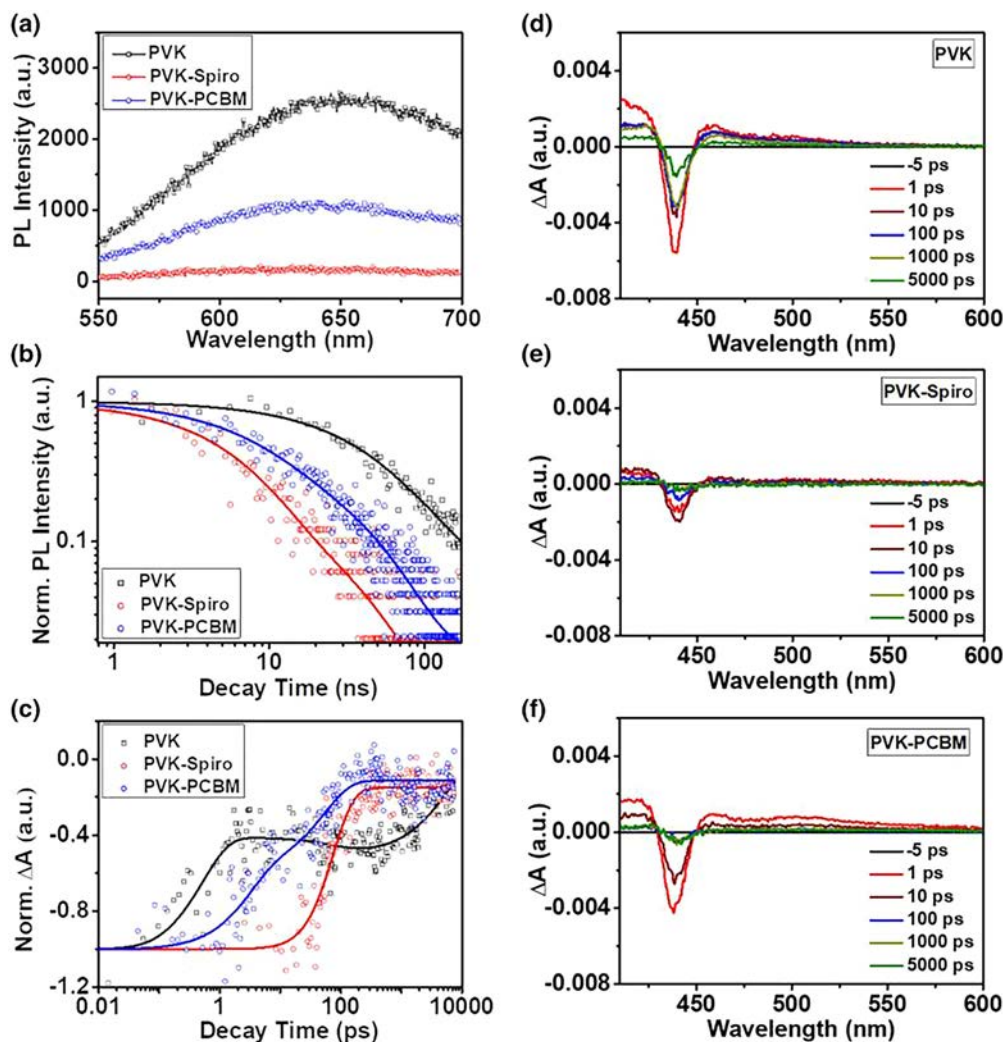 (a)
PVK
PVK-Spiro
PVK-PCBM
3000
2000
1000
0
PL Intensity (a.u.)
550
600
650
700
Wavelength (nm)
(b)
1
0.1
Norm. PL Intensity (a.u.)
PVK
PVK-Spiro
PVK-PCBM
1
10
100
Decay Time (ns)
(c)
PVK
PVK-Spiro
PVK-PCBM
0.0
-0.4
-0.8
-1.2
Norm. ΔA (a.u.)
0.01
1
100
10000
Decay Time (ps)
(d)
PVK
0.004
0.000
-0.004
-0.008
ΔA (a.u.)
-5 ps
1 ps
10 ps
100 ps
1000 ps
5000 ps
450
500
550
600
Wavelength (nm)
(e)
PVK-Spiro
0.004
0.000
-0.004
-0.008
ΔA (a.u.)
-5 ps
1 ps
10 ps
100 ps
1000 ps
5000 ps
450
500
550
600
Wavelength (nm)
(f)
PVK-PCBM
0.004
0.000
-0.004
-0.008
ΔA (a.u.)
-5 ps
1 ps
10 ps
100 ps
1000 ps
5000 ps
450
500
550
600
Wavelength (nm)